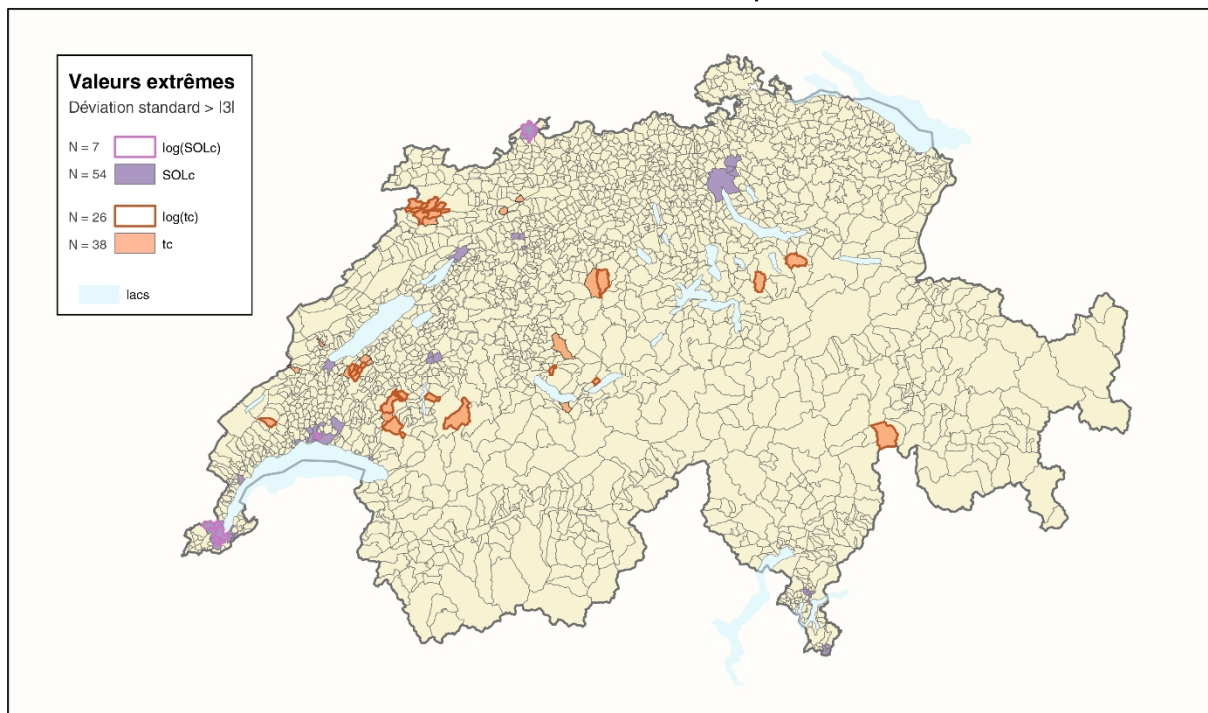 Valeurs extrêmes
Déviation standard > |3|
N = 7 log(SOLc)
N = 54 SOLc
N = 26 log(tc)
N = 38 tc
lacs